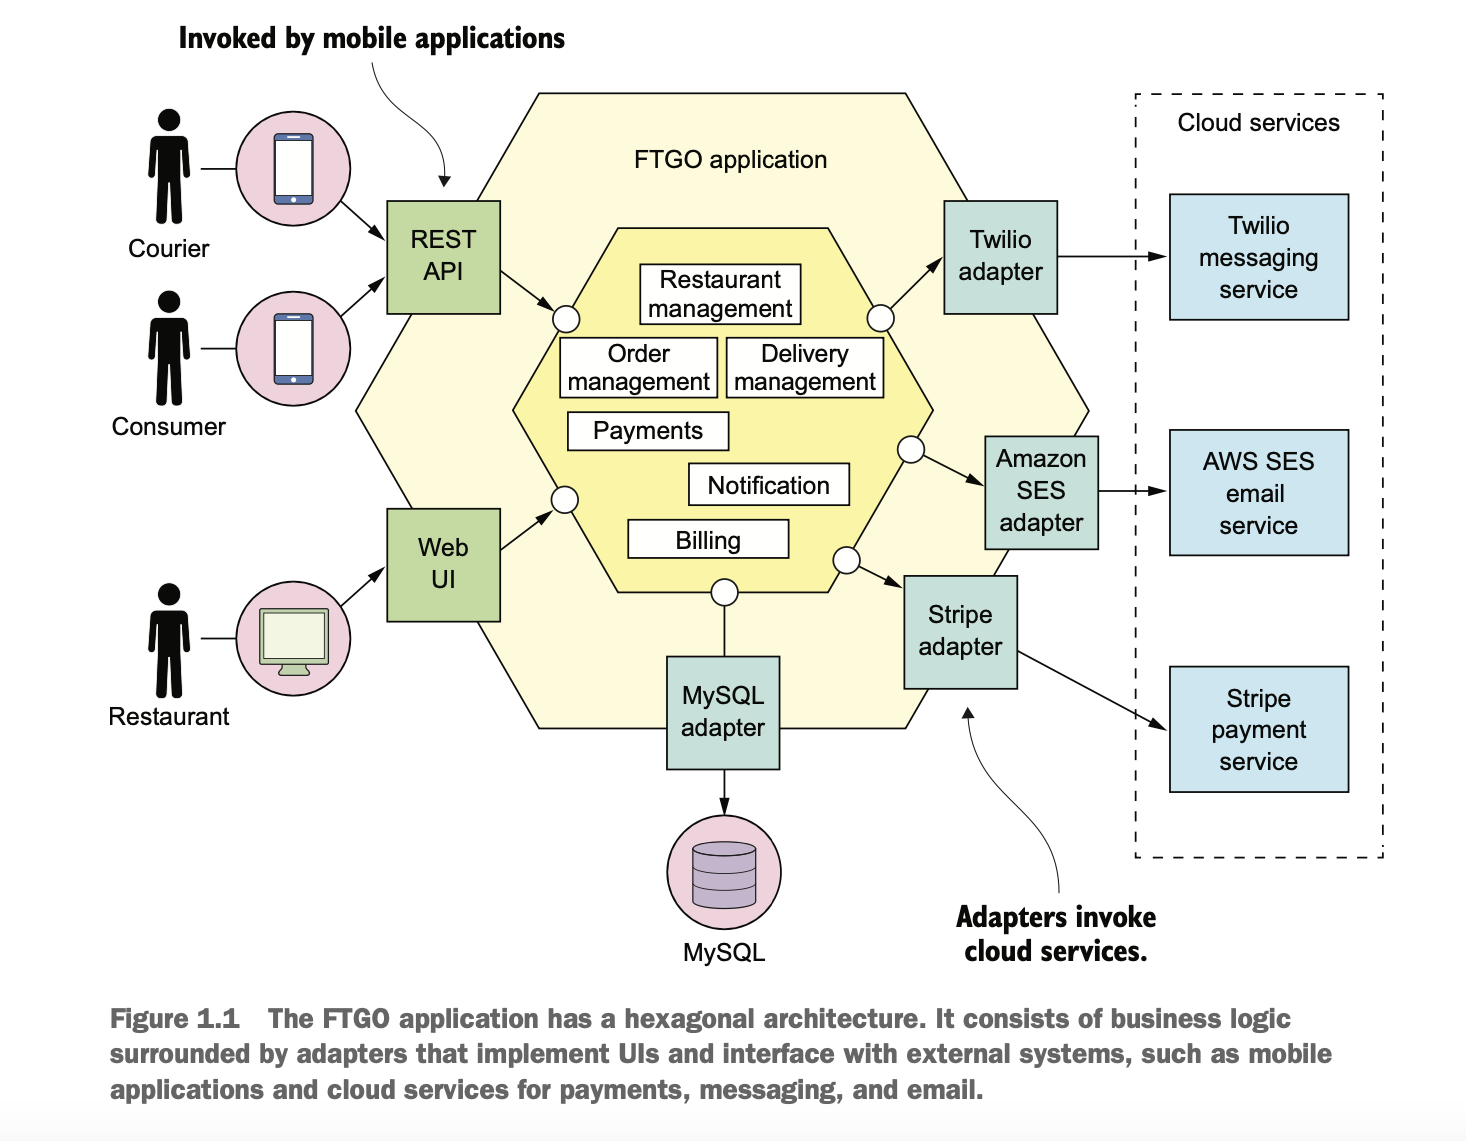 Invoked by mobile applications
Courier
Consumer
Restaurant
REST
API
Web
UI
FTGO application
Restaurant
management
Order
management
Delivery
management
Payments
Notification
Billing
Twilio
adapter
Amazon
SES
adapter
Stripe
adapter
MySQL
adapter
MySQL
Cloud services
Twilio
messaging
service
AWS SES
email
service
Stripe
payment
service
Adapters invoke
cloud services.
Figure 1.1 The FTGO application has a hexagonal architecture. It consists of business logic
surrounded by adapters that implement UIs and interface with external systems, such as mobile
applications and cloud services for payments, messaging, and email.